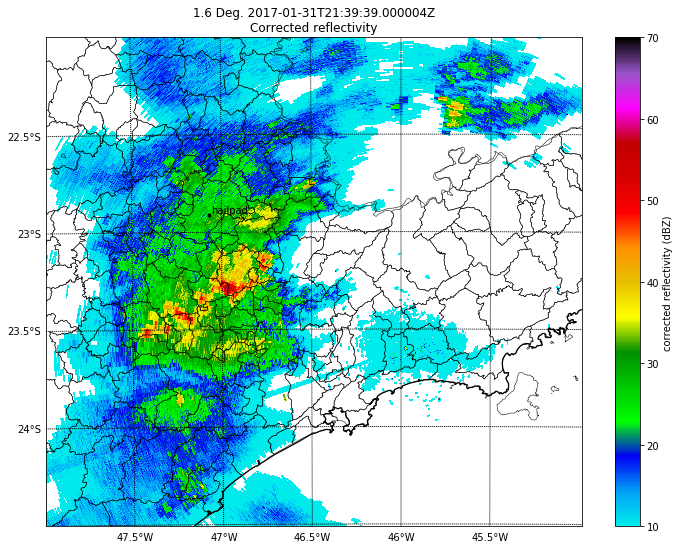 1.6 Deg. 2017-01-31T21:39:39.000004Z
Corrected reflectivity
22.5°S
23°S
23.5°S
24°S
47.5°W
47°W
46.5°W
46°W
45.5°W
70
60
50
40
30
20
10
corrected reflectivity (dBZ)